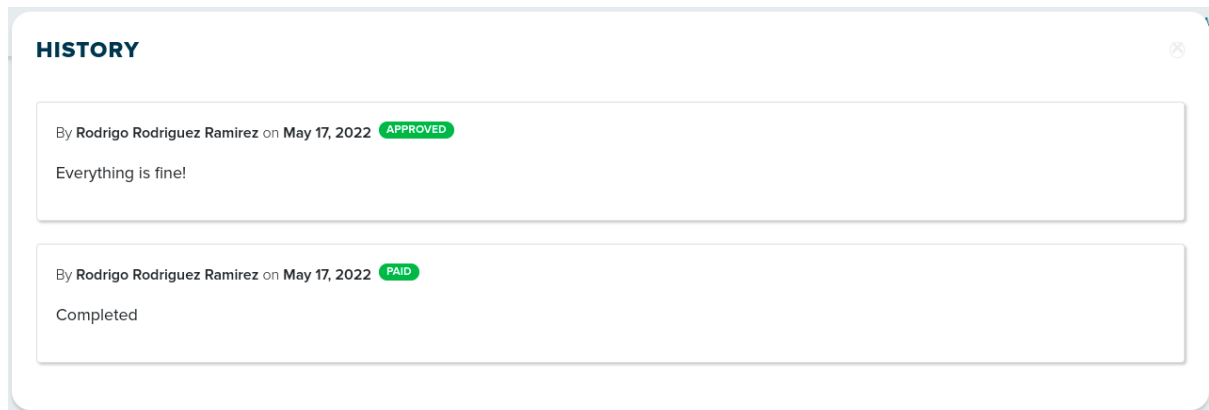 HISTORY
By Rodrigo Rodriguez Ramirez on May 17, 2022 APPROVED
Everything is fine!
By Rodrigo Rodriguez Ramirez on May 17, 2022 PAID
Completed